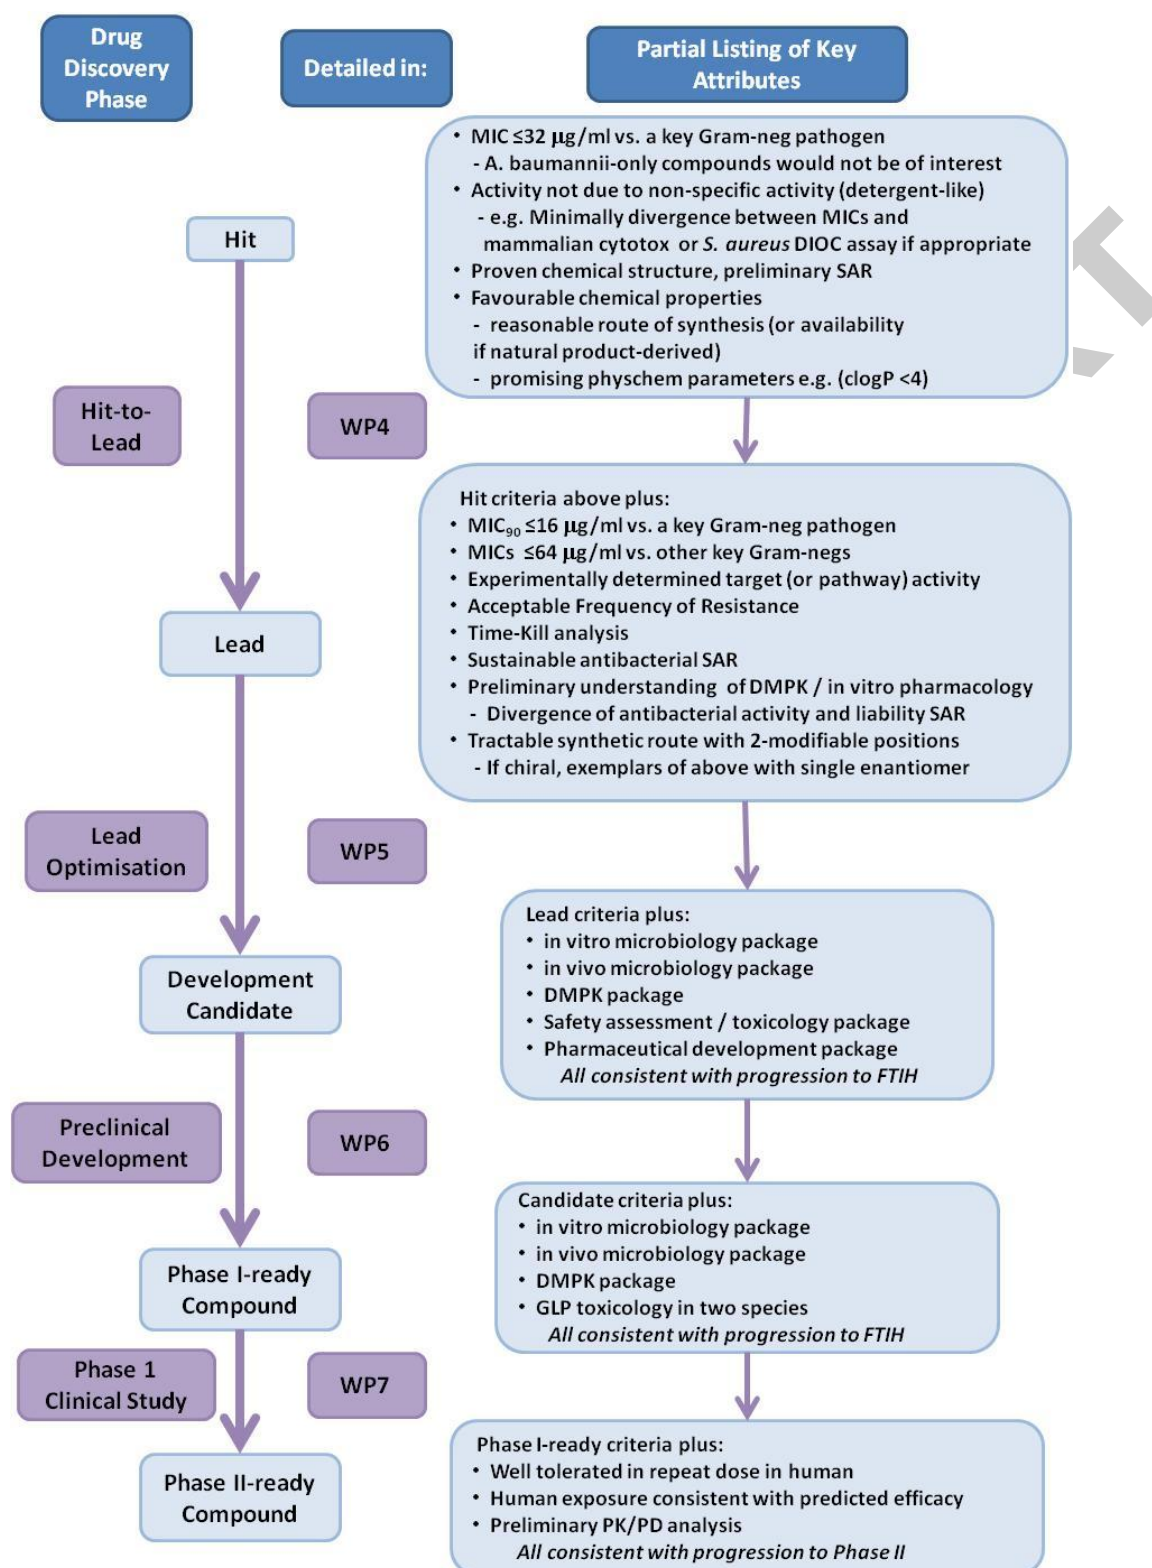 Drug
Discovery
Phase
Detailed in:
Partial Listing of Key
Attributes
• MIC ≤32 μg/ml vs. a key Gram-neg pathogen
- A. baumannii-only compounds would not be of interest
• Activity not due to non-specific activity (detergent-like)
- e.g. Minimally divergence between MICs and
mammalian cytotox or S. aureus DIOC assay if appropriate
• Proven chemical structure, preliminary SAR
• Favourable chemical properties
- reasonable route of synthesis (or availability
if natural product-derived)
- promising physchem parameters e.g. (clogP <4)
Hit
Hit-to-
Lead
WP4
Hit criteria above plus:
• MIC₉₀ ≤16 μg/ml vs. a key Gram-neg pathogen
• MICs ≤64 μg/ml vs. other key Gram-negs
• Experimentally determined target (or pathway) activity
• Acceptable Frequency of Resistance
• Time-Kill analysis
• Sustainable antibacterial SAR
• Preliminary understanding of DMPK / in vitro pharmacology
- Divergence of antibacterial activity and liability SAR
• Tractable synthetic route with 2-modifiable positions
- If chiral, exemplars of above with single enantiomer
Lead
Lead
Optimisation
WP5
Lead criteria plus:
• in vitro microbiology package
• in vivo microbiology package
• DMPK package
• Safety assessment / toxicology package
• Pharmaceutical development package
All consistent with progression to FTIH
Development
Candidate
Preclinical
Development
WP6
Candidate criteria plus:
• in vitro microbiology package
• in vivo microbiology package
• DMPK package
• GLP toxicology in two species
All consistent with progression to FTIH
Phase I-ready
Compound
Phase 1
Clinical Study
WP7
Phase I-ready criteria plus:
• Well tolerated in repeat dose in human
• Human exposure consistent with predicted efficacy
• Preliminary PK/PD analysis
All consistent with progression to Phase II
Phase II-ready
Compound